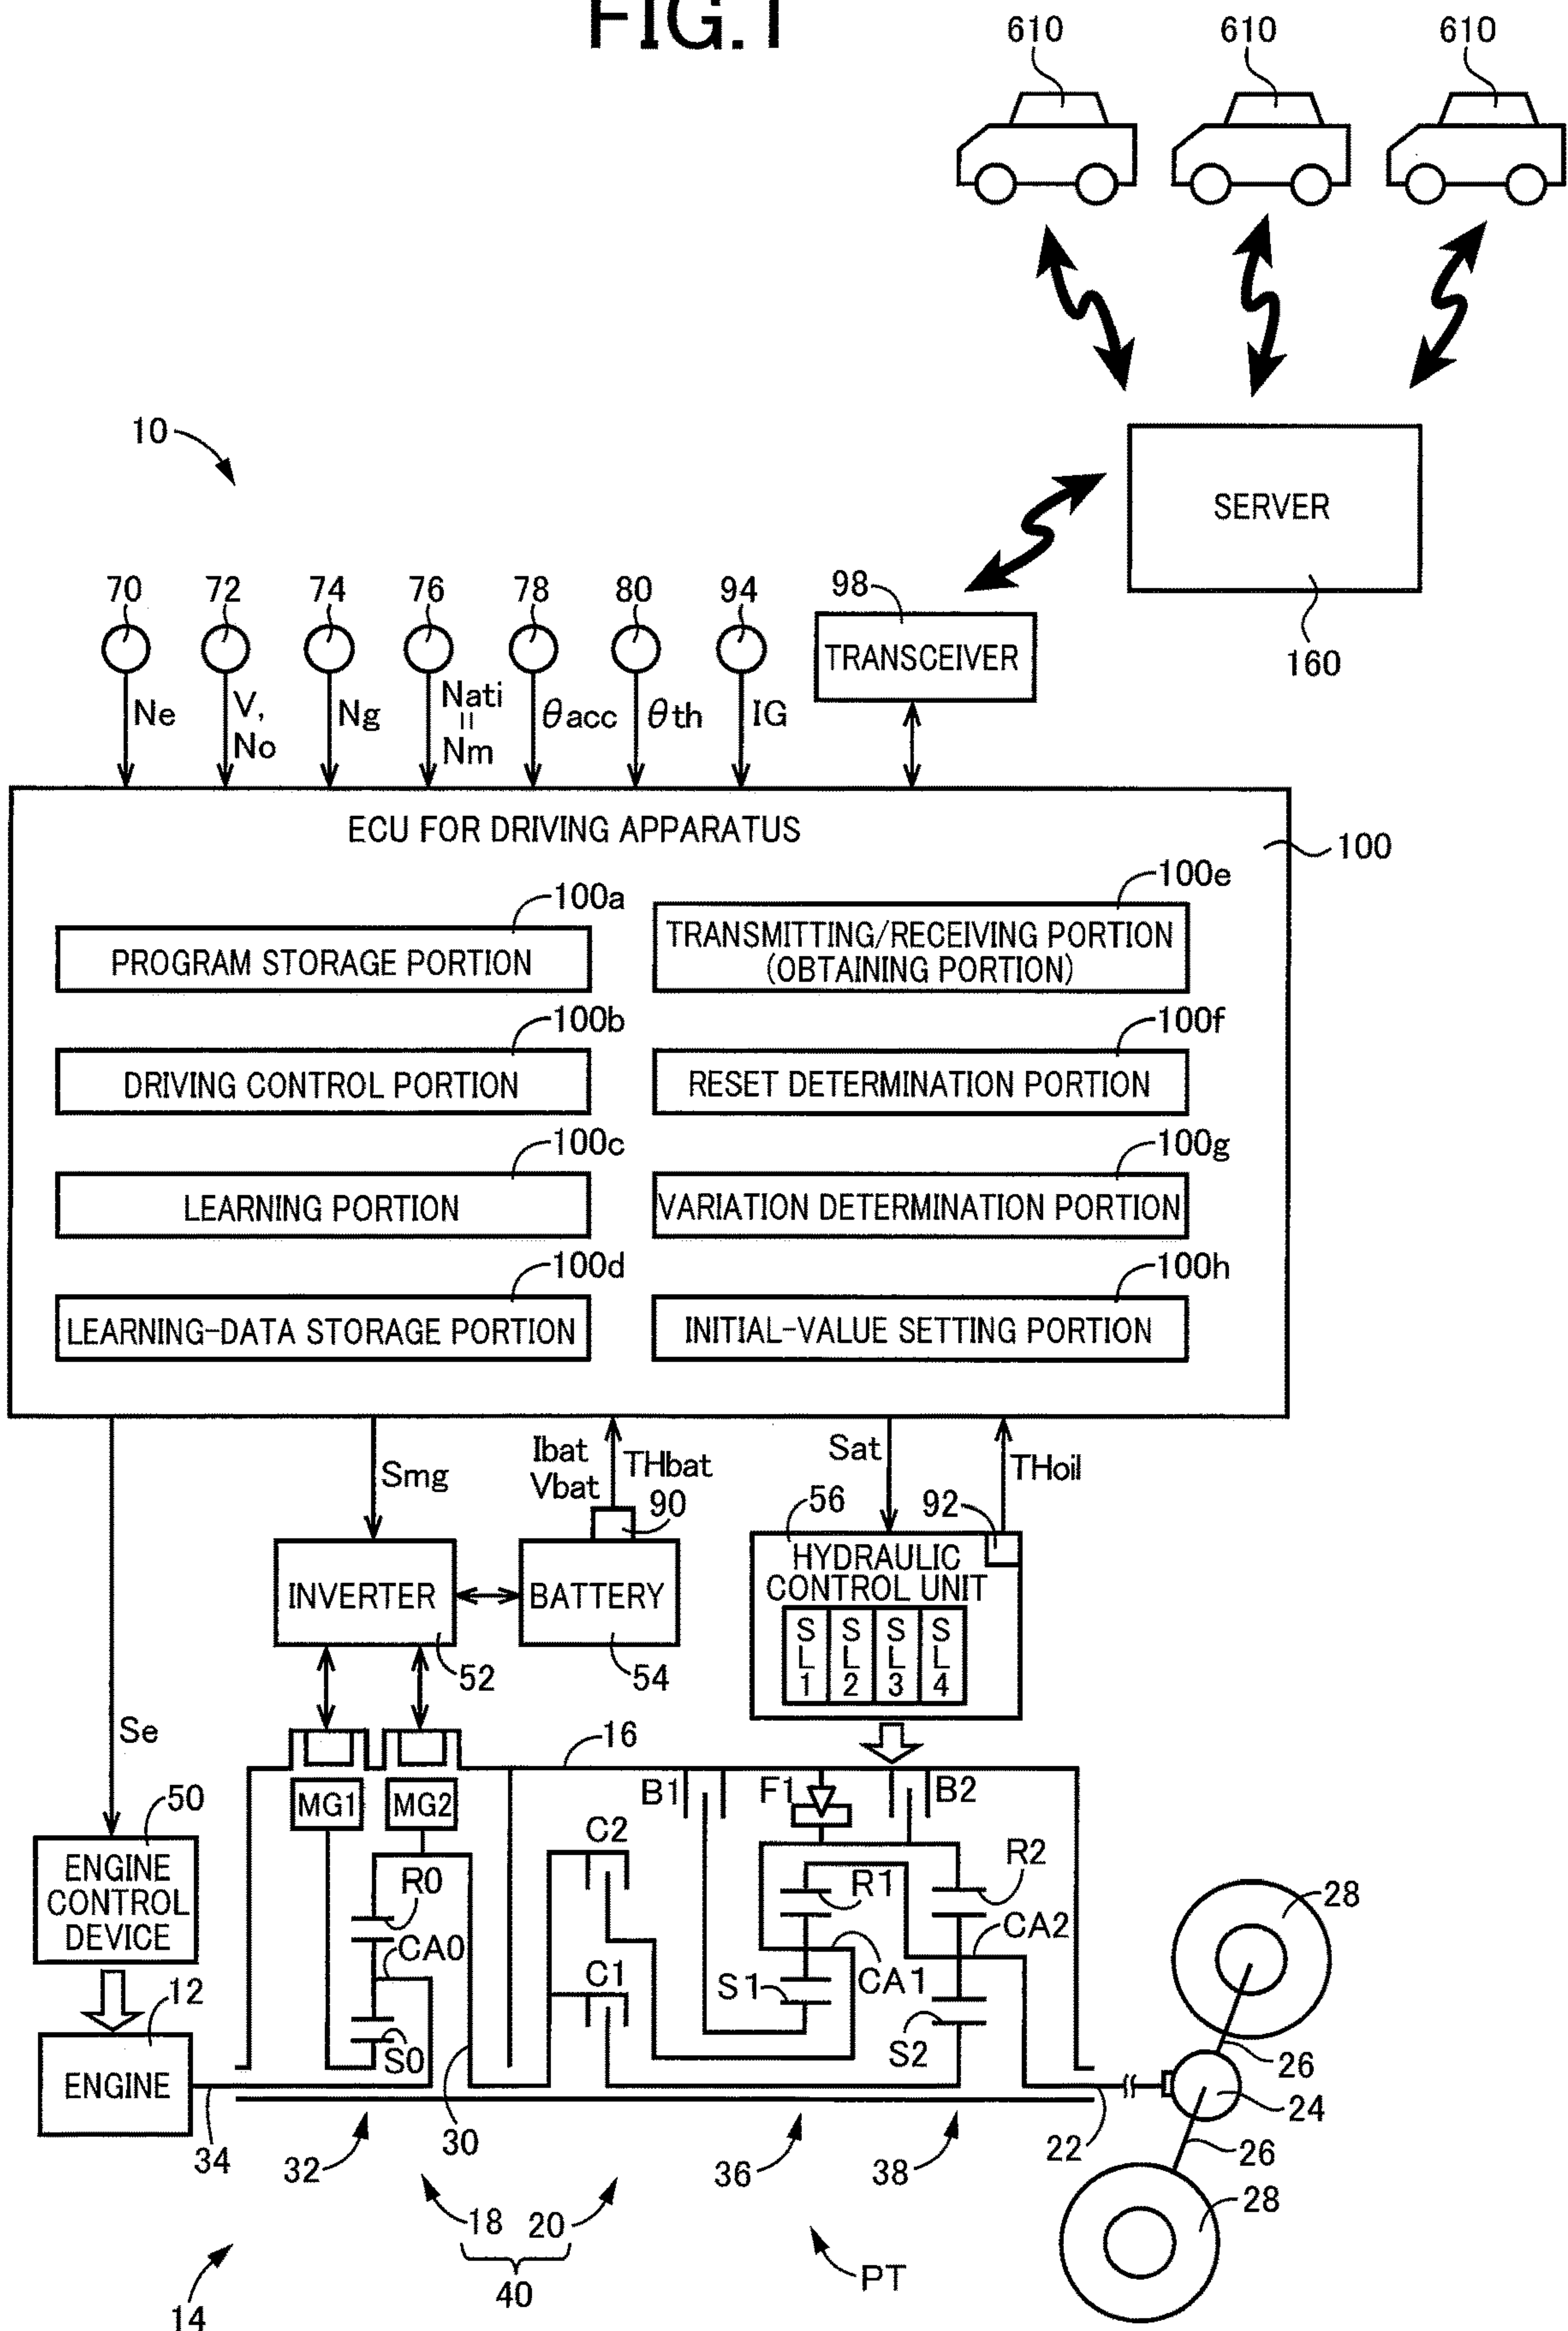 FIG.1
610 610 610
10
SERVER
160
70 72 74 76 78 80 94 98
TRANSCEIVER
Ne
V,
No
Ng
Nati
=
Nm
θacc
θth
IG
ECU FOR DRIVING APPARATUS
100
100a
PROGRAM STORAGE PORTION
100b
DRIVING CONTROL PORTION
100c
LEARNING PORTION
100d
LEARNING-DATA STORAGE PORTION
100e
TRANSMITTING/RECEIVING PORTION
(OBTAINING PORTION)
100f
RESET DETERMINATION PORTION
100g
VARIATION DETERMINATION PORTION
100h
INITIAL-VALUE SETTING PORTION
Se
Smg
Ibat
Vbat
THbat
90
Sat
THoil
56
92
INVERTER
52
BATTERY
54
HYDRAULIC
CONTROL UNIT
SL1 SL2 SL3 SL4
16
50
ENGINE
CONTROL
DEVICE
12
ENGINE
MG1 MG2
B1 F1 B2
C2
C1
R0
CA0
S0
R1
R2
CA1
CA2
S1
S2
28
26
24
26
28
34
32
30
36
38
22
18 20
40
14
PT